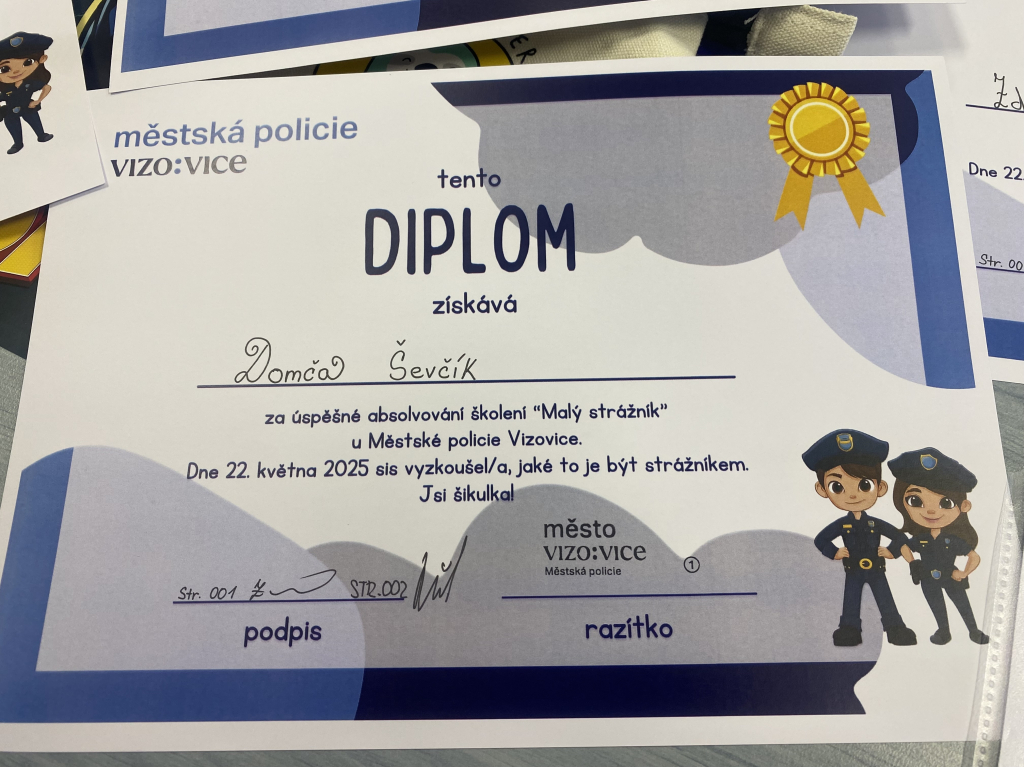 městská policie
VIZO:VICE
tento
DIPLOM
získává
Domča Ševčík
za úspěšné absolvování školení “Malý strážník”
u Městské policie Vizovice.
Dne 22. května 2025 sis vyzkoušel/a, jaké to je být strážníkem.
Jsi šikulka!
město
VIZO:VICE
Městská policie
1
Str. 001 STR.002
podpis
razítko
Dne 22
Str. 00